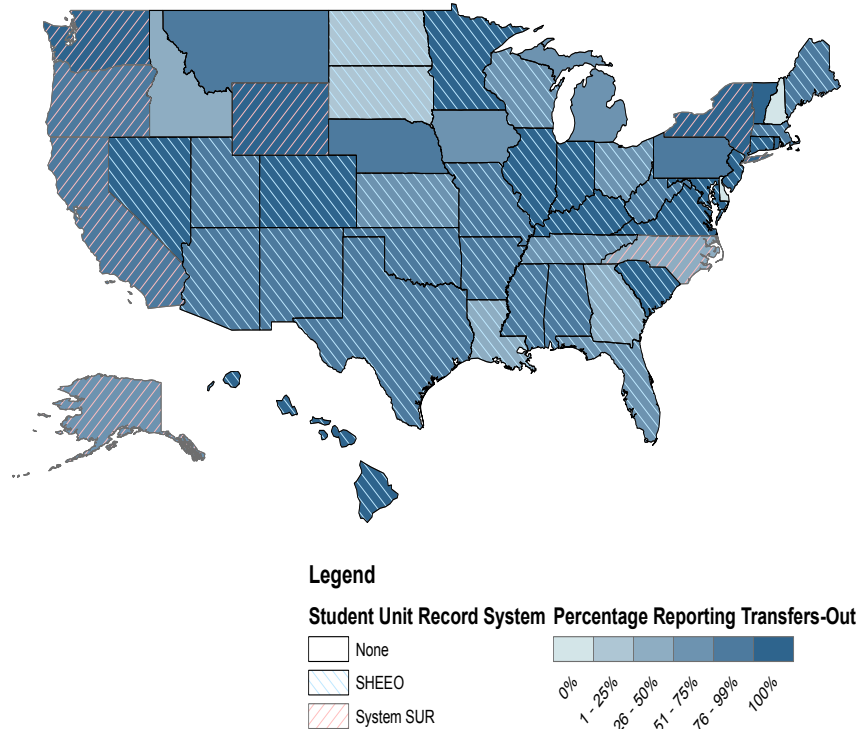 Legend
Student Unit Record System Percentage Reporting Transfers-Out
None
SHEEO
System SUR
0%
1 - 25%
26 - 50%
51 - 75%
76 - 99%
100%